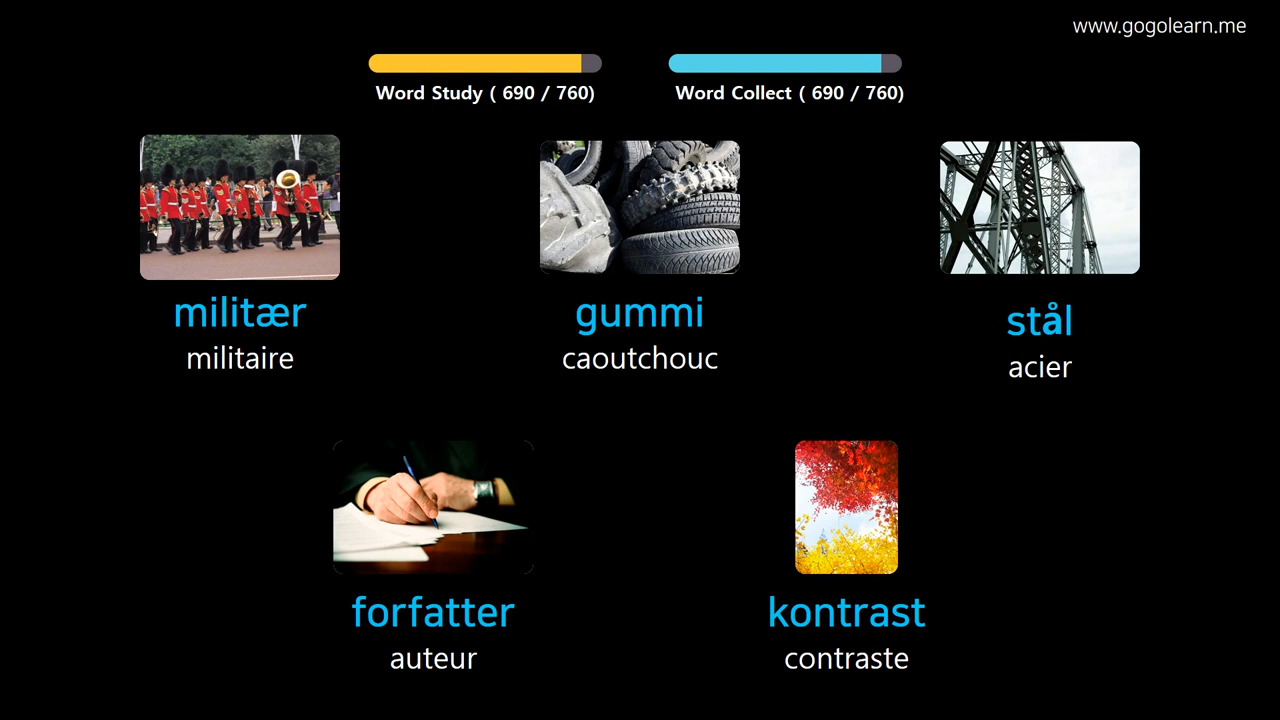 www.gogolearn.me
Word Study ( 690 / 760)
Word Collect ( 690 / 760)
militær
militaire
gummi
caoutchouc
stål
acier
forfatter
auteur
kontrast
contraste